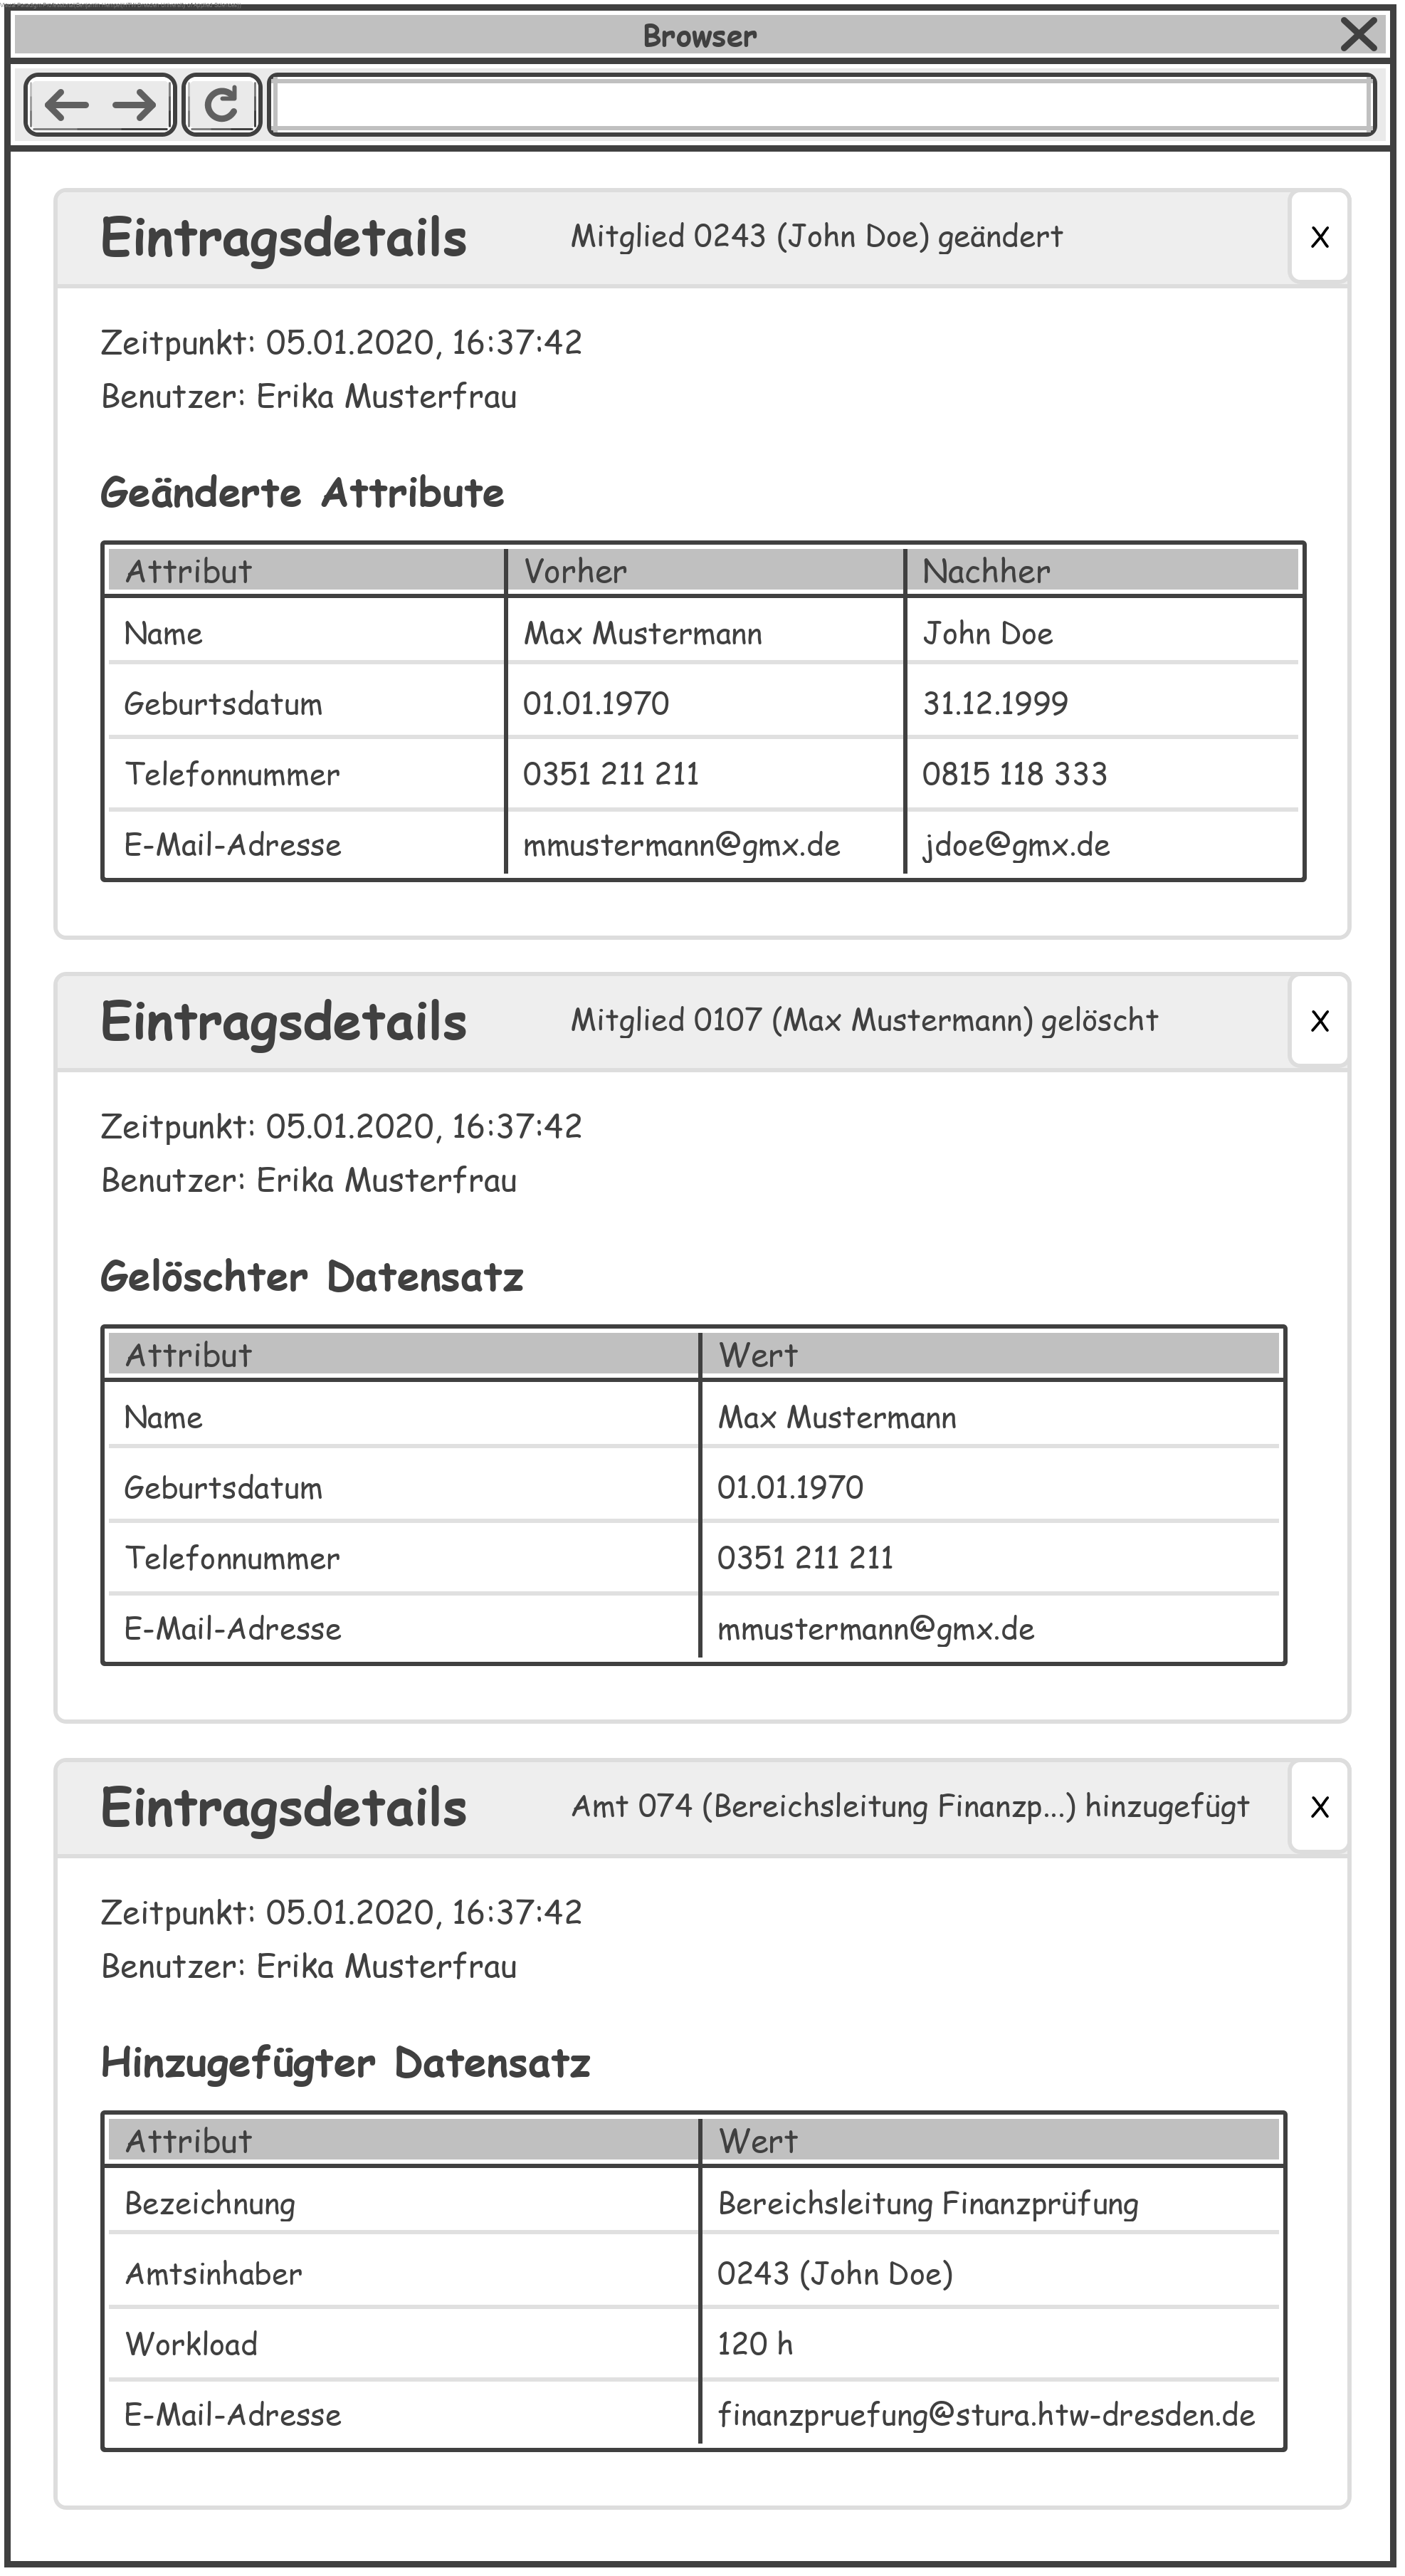 Browser
Eintragsdetails Mitglied 0243 (John Doe) geändert X
Zeitpunkt: 05.01.2020, 16:37:42
Benutzer: Erika Musterfrau
Geänderte Attribute
Attribut Vorher Nachher
Name Max Mustermann John Doe
Geburtsdatum 01.01.1970 31.12.1999
Telefonnummer 0351 211 211 0815 118 333
E-Mail-Adresse mmustermann@gmx.de jdoe@gmx.de
Eintragsdetails Mitglied 0107 (Max Mustermann) gelöscht X
Zeitpunkt: 05.01.2020, 16:37:42
Benutzer: Erika Musterfrau
Gelöschter Datensatz
Attribut Wert
Name Max Mustermann
Geburtsdatum 01.01.1970
Telefonnummer 0351 211 211
E-Mail-Adresse mmustermann@gmx.de
Eintragsdetails Amt 074 (Bereichsleitung Finanzp...) hinzugefügt X
Zeitpunkt: 05.01.2020, 16:37:42
Benutzer: Erika Musterfrau
Hinzugefügter Datensatz
Attribut Wert
Bezeichnung Bereichsleitung Finanzprüfung
Amtsinhaber 0243 (John Doe)
Workload 120 h
E-Mail-Adresse finanzpruefung@stura.htw-dresden.de